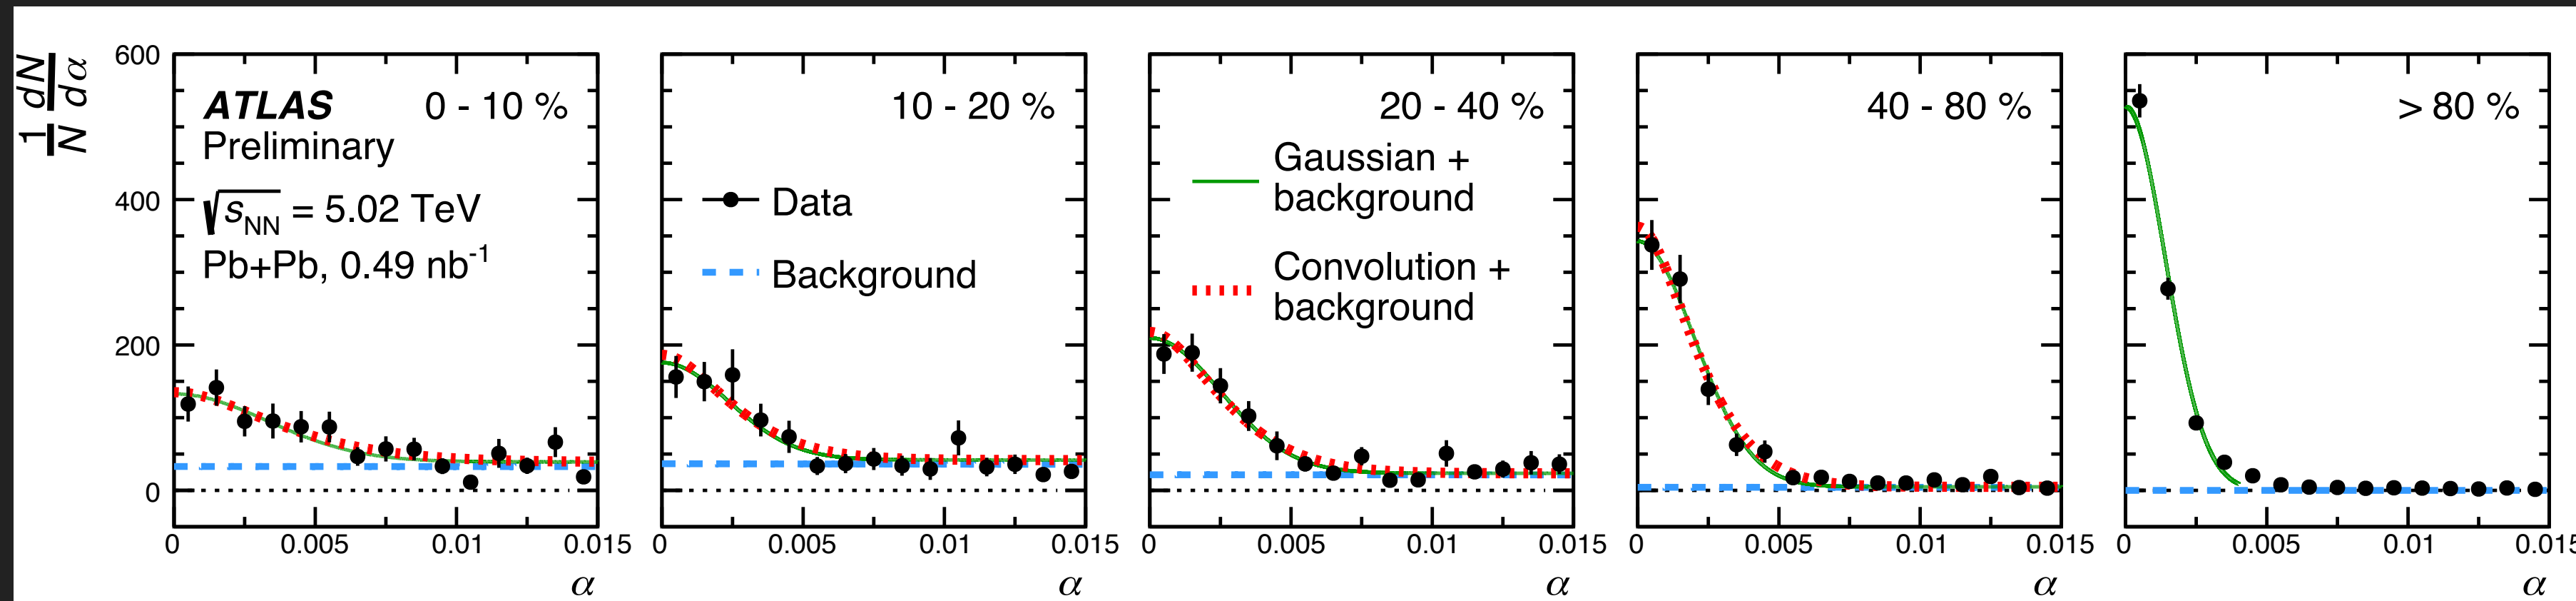 1/N dN/dα
600
400
200
0
ATLAS 0 - 10 %
Preliminary
√sNN = 5.02 TeV
Pb+Pb, 0.49 nb-1
0 0.005 0.01 0.015
α
10 - 20 %
Data
Background
0 0.005 0.01 0.015
α
20 - 40 %
Gaussian +
background
Convolution +
background
0 0.005 0.01 0.015
α
40 - 80 %
0 0.005 0.01 0.015
α
> 80 %
0 0.005 0.01 0.015
α